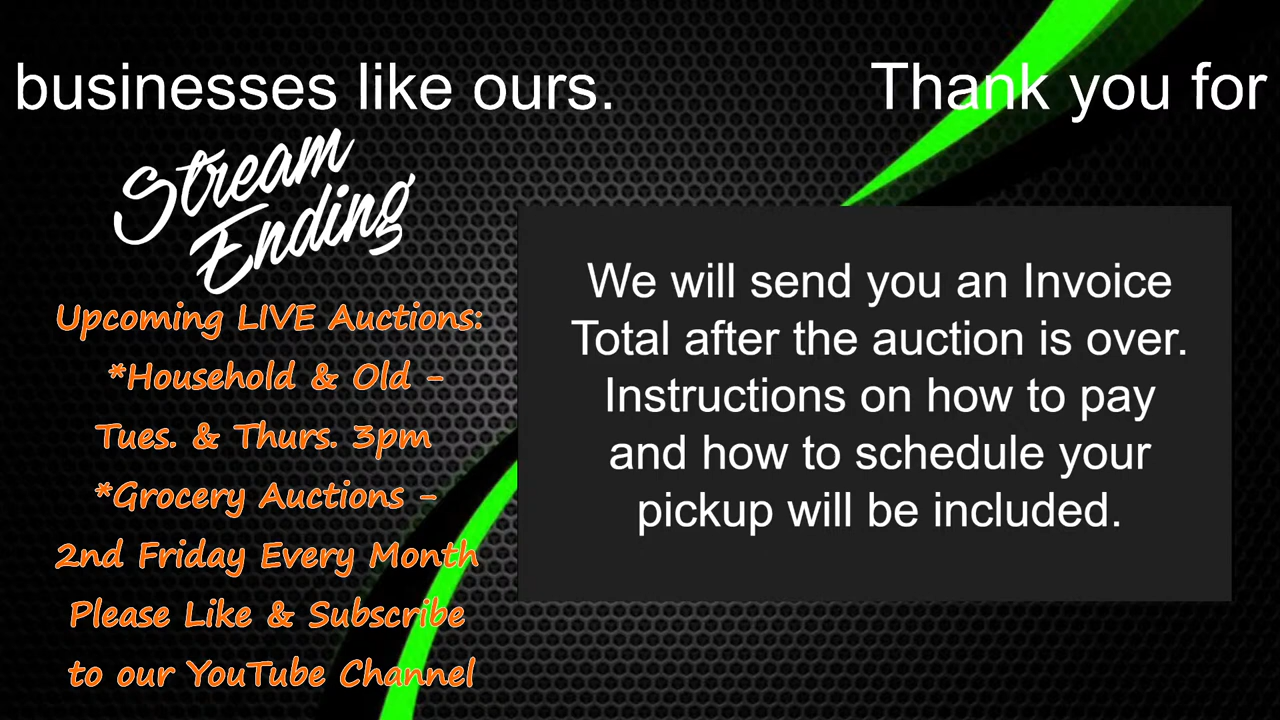 businesses like ours. Thank you for
Stream
Ending
Upcoming LIVE Auctions:
*Household & Old -
Tues. & Thurs. 3pm
*Grocery Auctions -
2nd Friday Every Month
Please Like & Subscribe
to our YouTube Channel
We will send you an Invoice
Total after the auction is over.
Instructions on how to pay
and how to schedule your
pickup will be included.